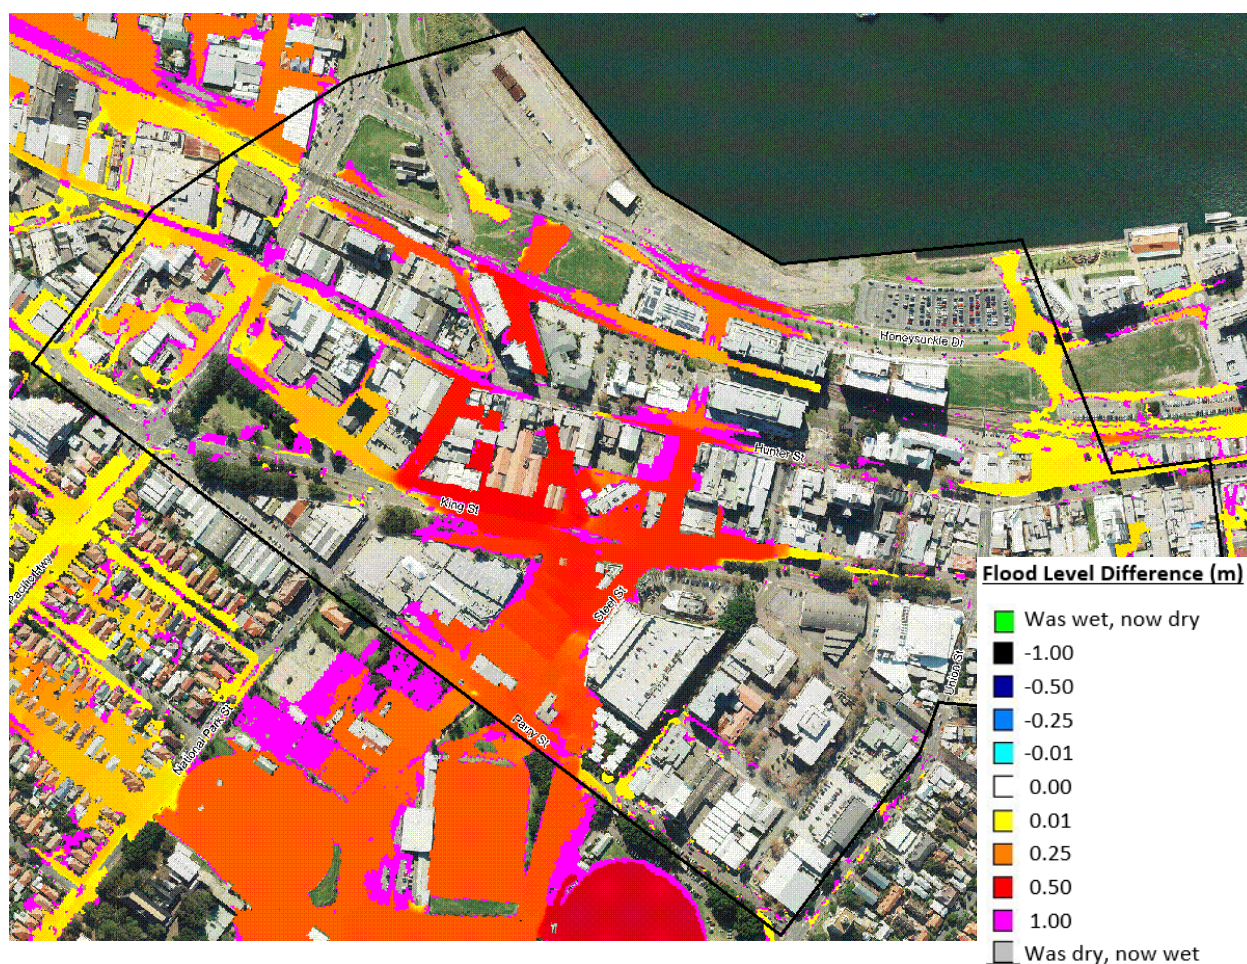 Honeysuckle Dr
Hunter St
King St
Pacific Hwy
Steel St
Union St
National Park St
Parry St
Flood Level Difference (m)
Was wet, now dry
-1.00
-0.50
-0.25
-0.01
0.00
0.01
0.25
0.50
1.00
Was dry, now wet